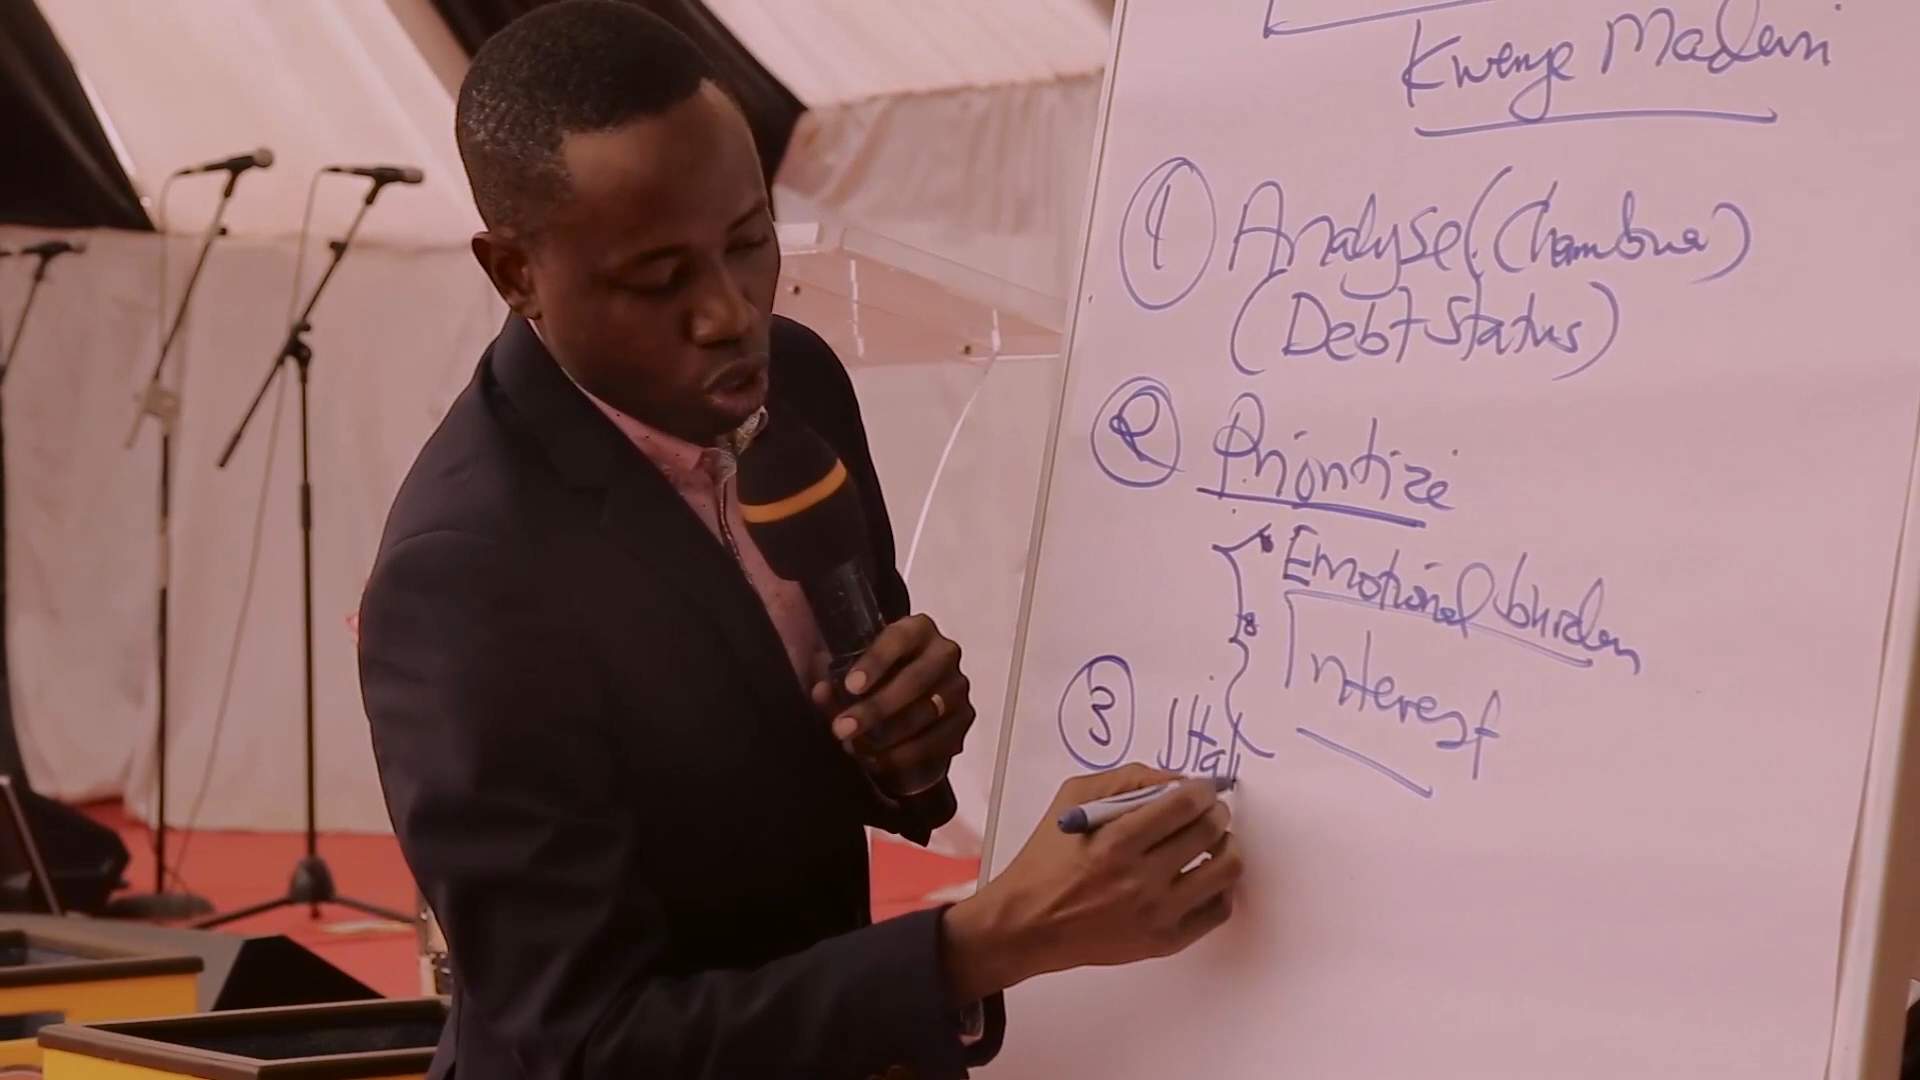 Kwenye Madeni
1 Analyse (Chambua)
(Debt Status)
2 Prioritize
* Emotional burden
* Interest
3